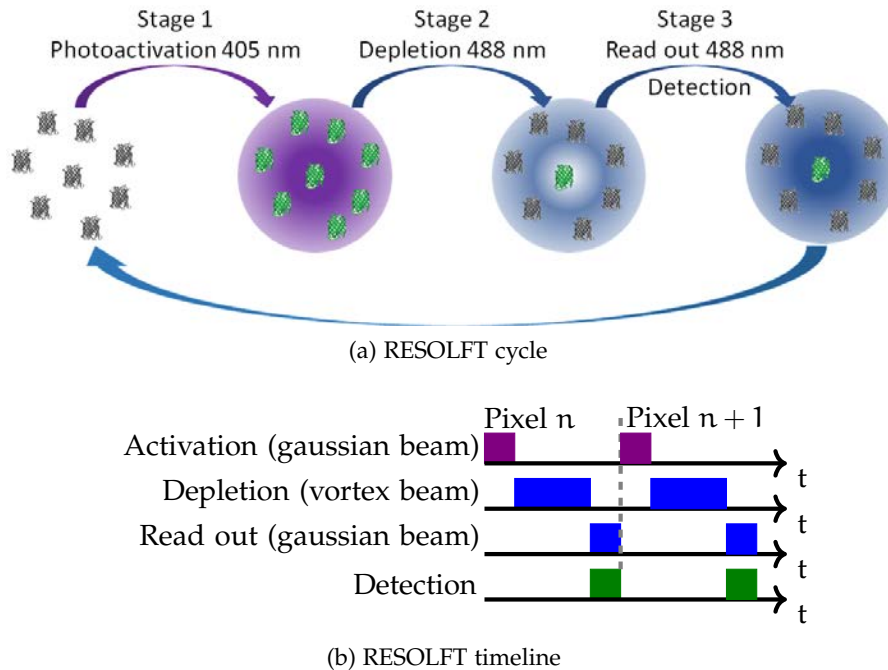 Stage 1
Photoactivation 405 nm
Stage 2
Depletion 488 nm
Stage 3
Read out 488 nm
Detection
(a) RESOLFT cycle
Pixel n
Pixel n + 1
Activation (gaussian beam)
t
Depletion (vortex beam)
t
Read out (gaussian beam)
t
Detection
t
(b) RESOLFT timeline